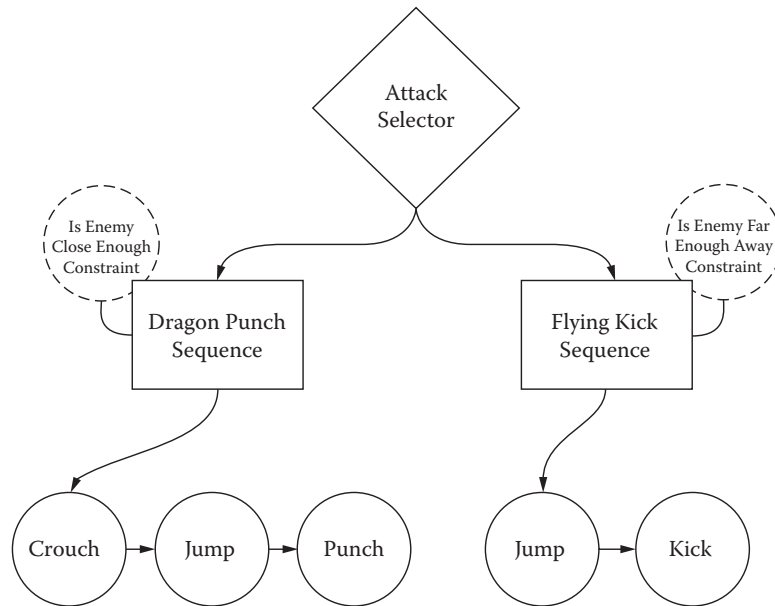 Attack
Selector
Is Enemy
Close Enough
Constraint
Is Enemy Far
Enough Away
Constraint
Dragon Punch
Sequence
Flying Kick
Sequence
Crouch
Jump
Punch
Jump
Kick